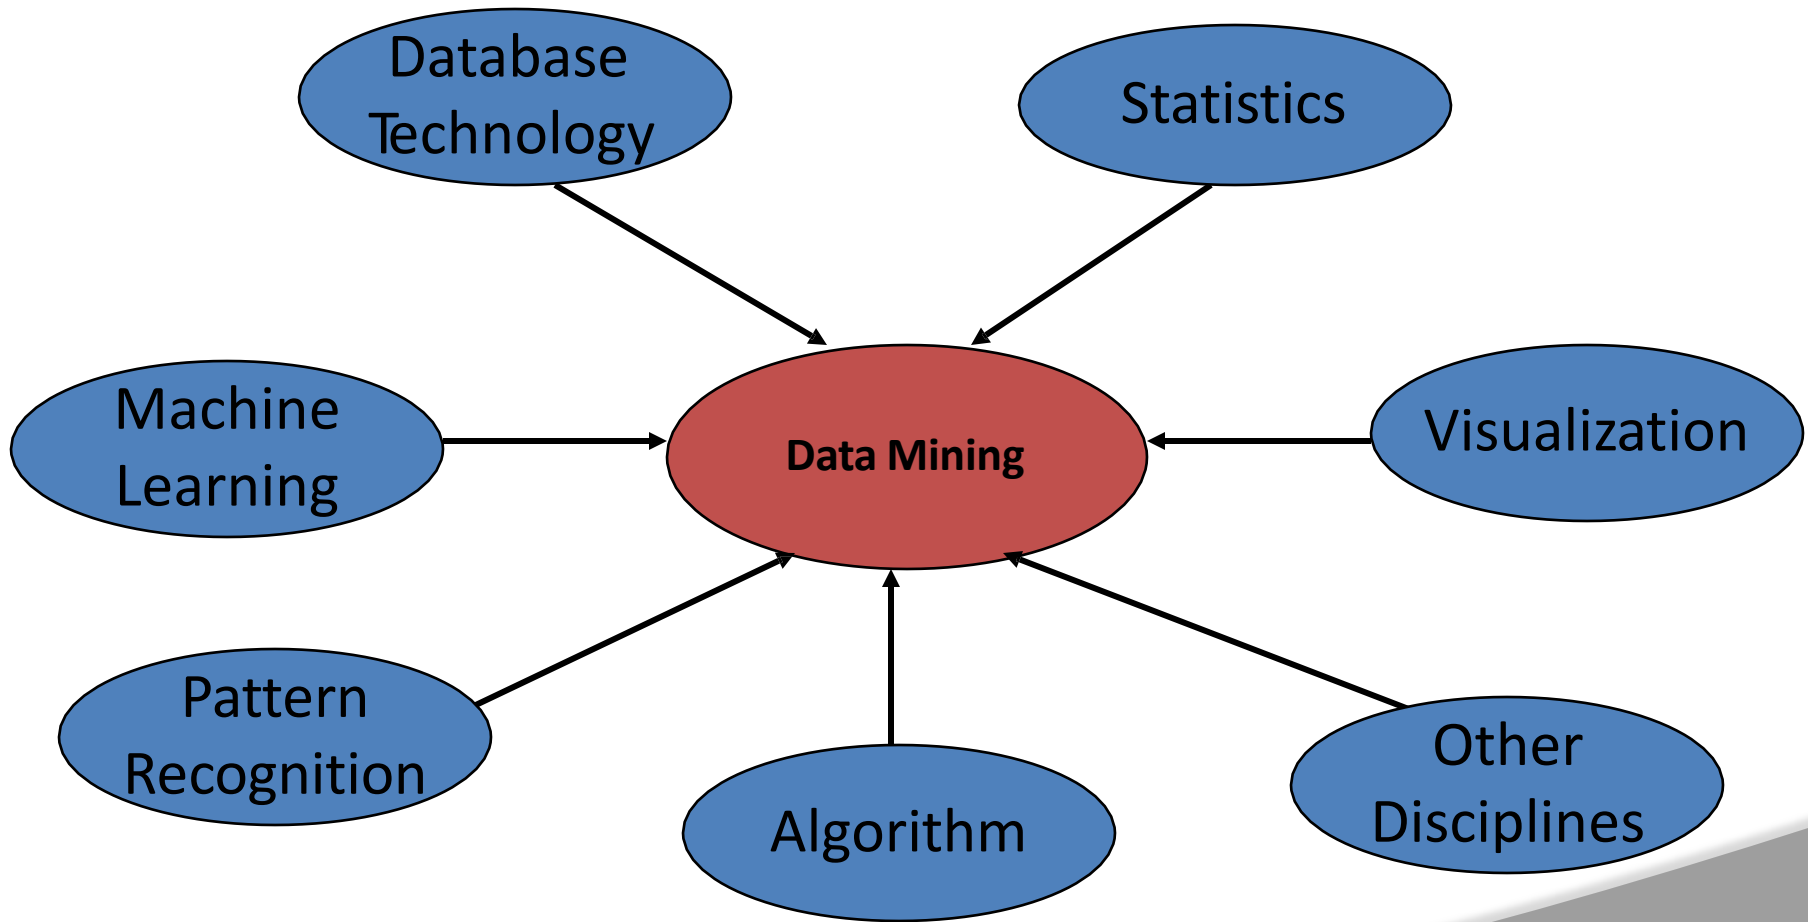 Database
Technology
Statistics
Machine
Learning
Data Mining
Visualization
Pattern
Recognition
Algorithm
Other
Disciplines